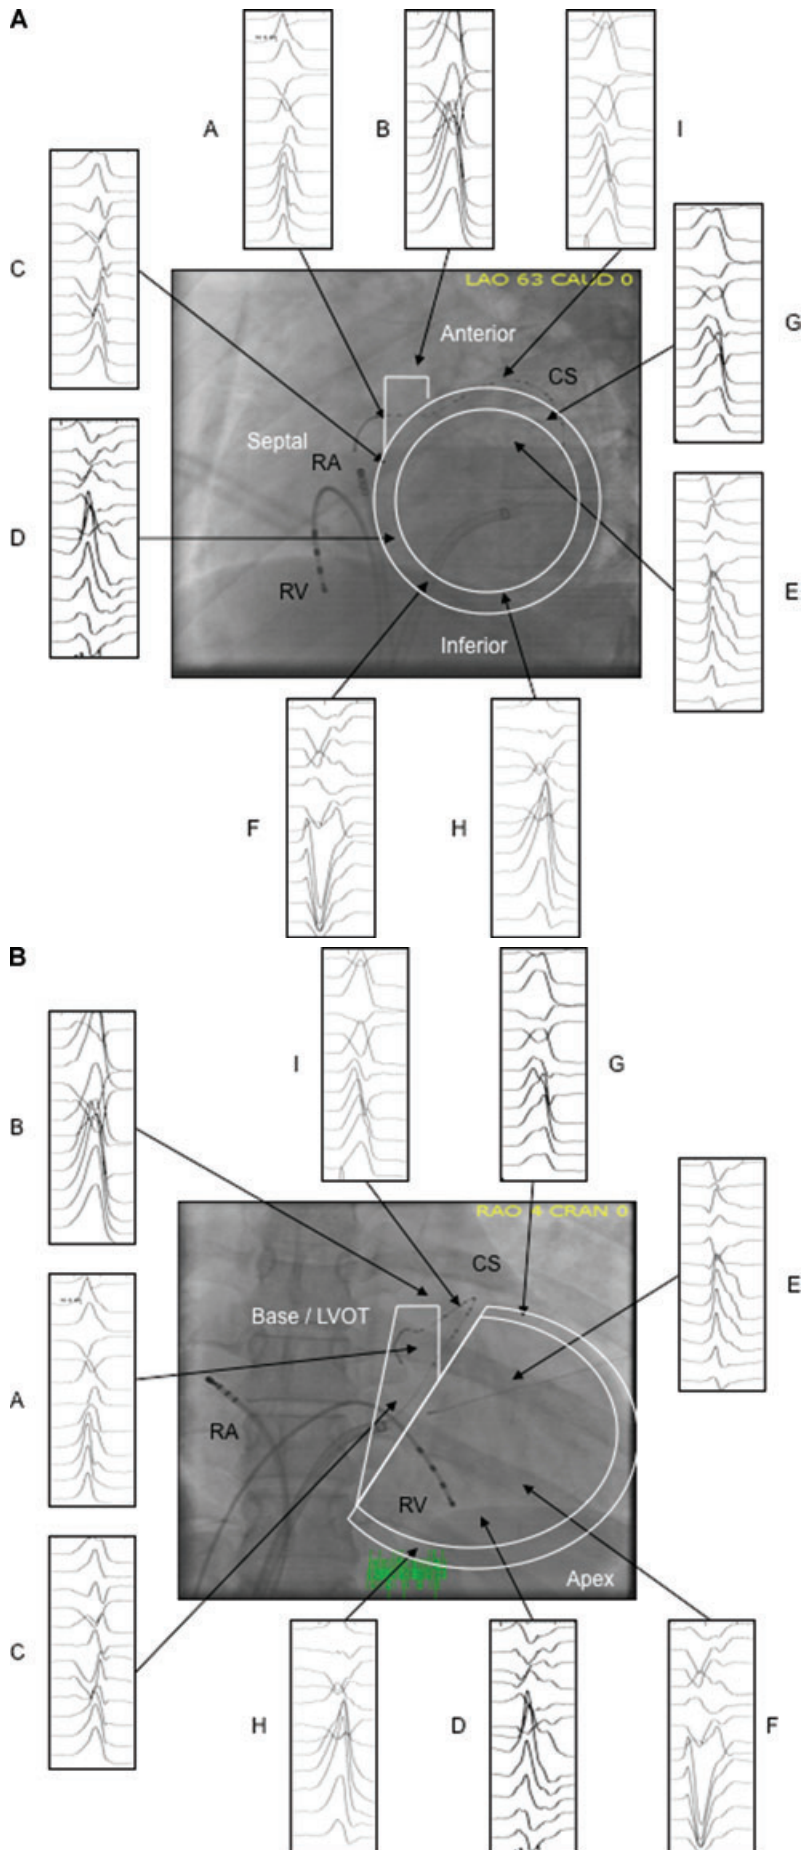 A
A
B
I
C
LAO 63 CAUD 0
G
Anterior
CS
Septal
RA
D
RV
E
Inferior
F
H
B
I
G
B
RAO 4 CRAN 0
CS
E
Base / LVOT
A
RA
RV
Apex
C
H
D
F